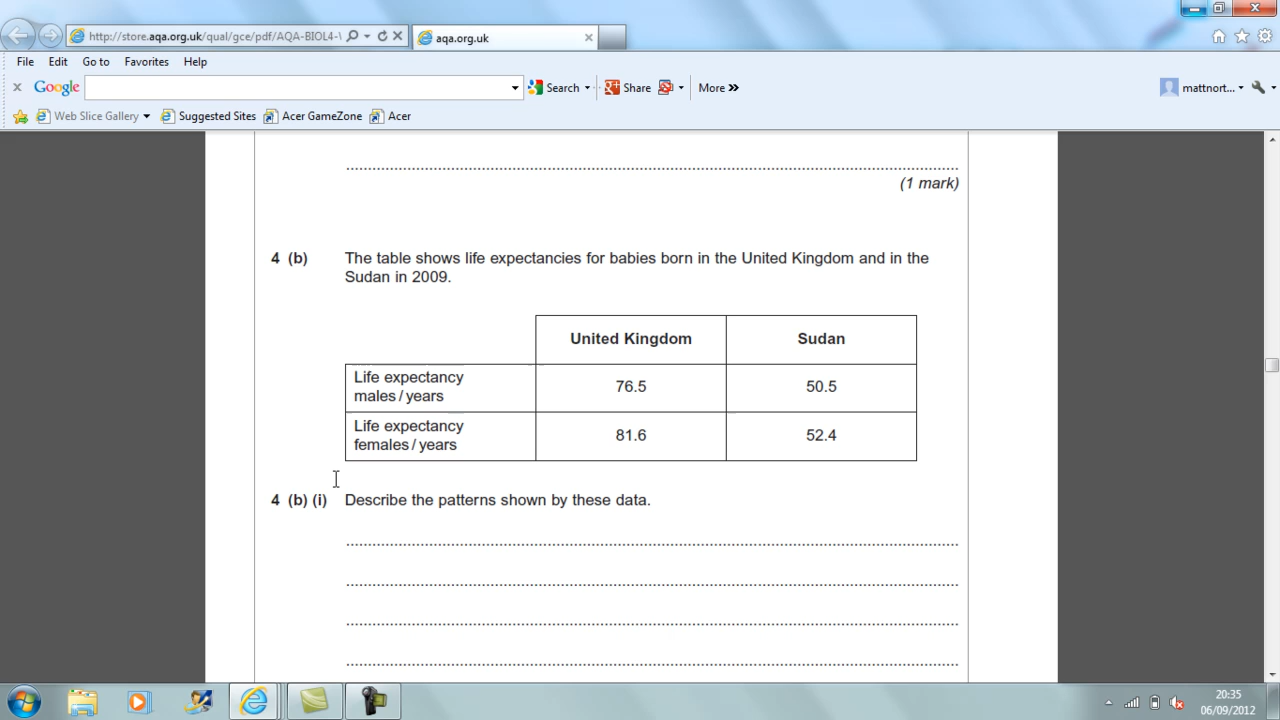 http://store.aqa.org.uk/qual/gce/pdf/AQA-BIOL4-\
aqa.org.uk
File Edit Go to Favorites Help
Google Search Share More »
mattnort...
Web Slice Gallery Suggested Sites Acer GameZone Acer
(1 mark)
4 (b) The table shows life expectancies for babies born in the United Kingdom and in the
Sudan in 2009.
United Kingdom Sudan
Life expectancy
males / years 76.5 50.5
Life expectancy
females / years 81.6 52.4
4 (b) (i) Describe the patterns shown by these data.
20:35
06/09/2012